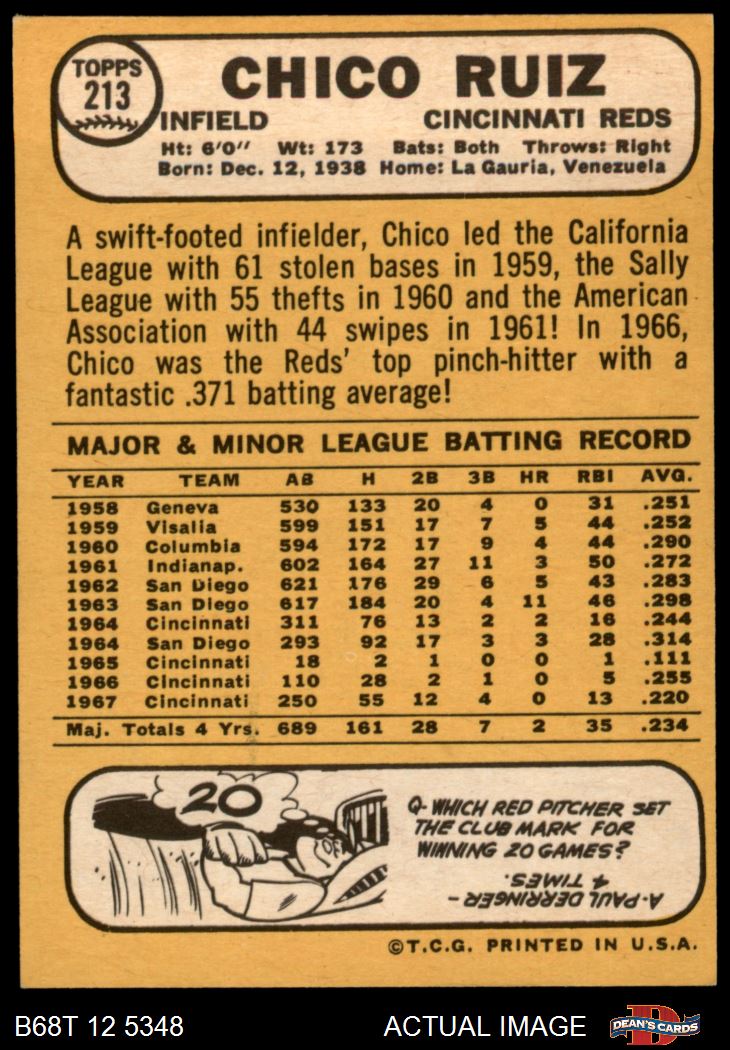 TOPPS
213
CHICO RUIZ
INFIELD CINCINNATI REDS
Ht: 6'0" Wt: 173 Bats: Both Throws: Right
Born: Dec. 12, 1938 Home: La Gauria, Venezuela
A swift-footed infielder, Chico led the California
League with 61 stolen bases in 1959, the Sally
League with 55 thefts in 1960 and the American
Association with 44 swipes in 1961! In 1966,
Chico was the Reds' top pinch-hitter with a
fantastic .371 batting average!
MAJOR & MINOR LEAGUE BATTING RECORD
YEAR TEAM AB H 2B 3B HR RBI AVG.
1958 Geneva 530 133 20 4 0 31 .251
1959 Visalia 599 151 17 7 5 44 .252
1960 Columbia 594 172 17 9 4 44 .290
1961 Indianap. 602 164 27 11 3 50 .272
1962 San Diego 621 176 29 6 5 43 .283
1963 San Diego 617 184 20 4 11 46 .298
1964 Cincinnati 311 76 13 2 2 16 .244
1964 San Diego 293 92 17 3 3 28 .314
1965 Cincinnati 18 2 1 0 0 1 .111
1966 Cincinnati 110 28 2 1 0 5 .255
1967 Cincinnati 250 55 12 4 0 13 .220
Maj. Totals 4 Yrs. 689 161 28 7 2 35 .234
20
Q- WHICH RED PITCHER SET
THE CLUB MARK FOR
WINNING 20 GAMES?
A- PAUL DERRINGER -
4 TIMES.
©T.C.G. PRINTED IN U.S.A.
B68T 12 5348 ACTUAL IMAGE
DEAN'S CARDS